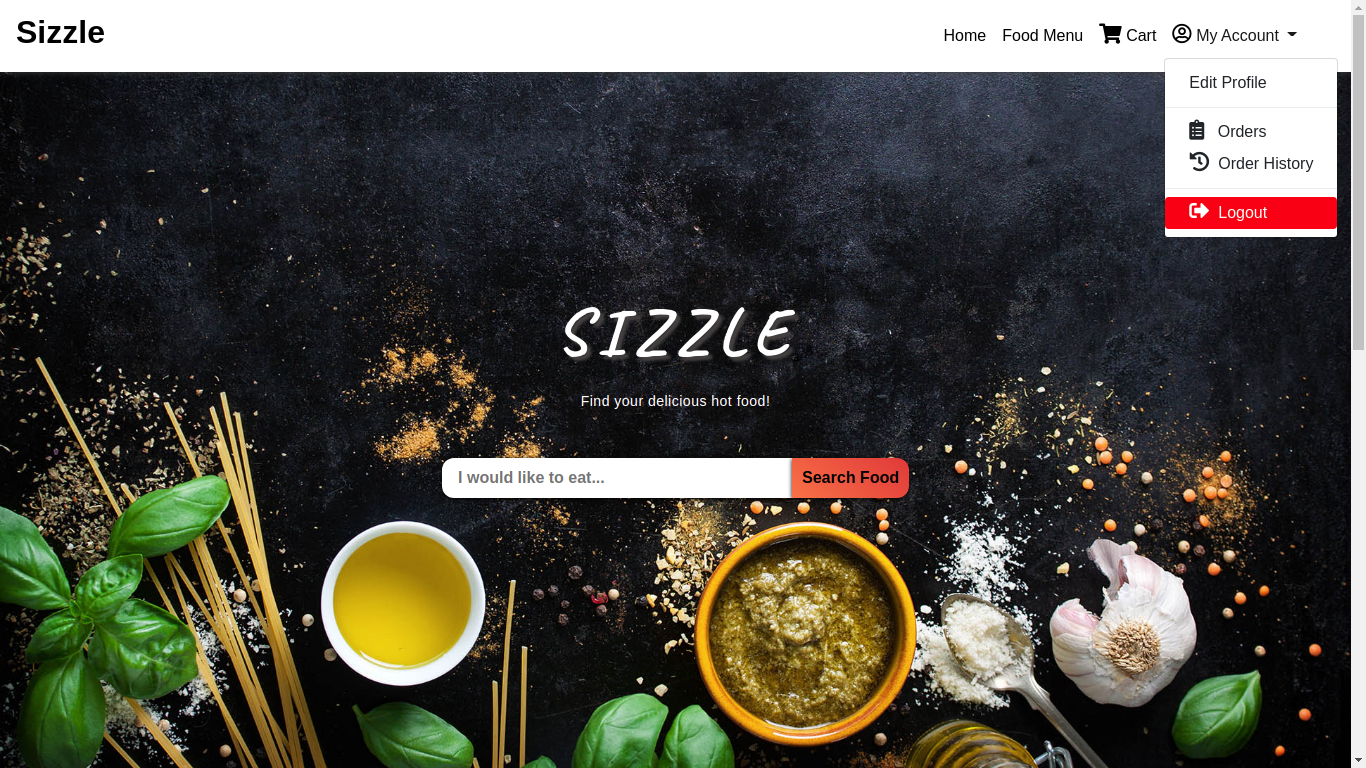 Sizzle
Home Food Menu Cart My Account
Edit Profile
Orders
Order History
Logout
SIZZLE
Find your delicious hot food!
I would like to eat... Search Food